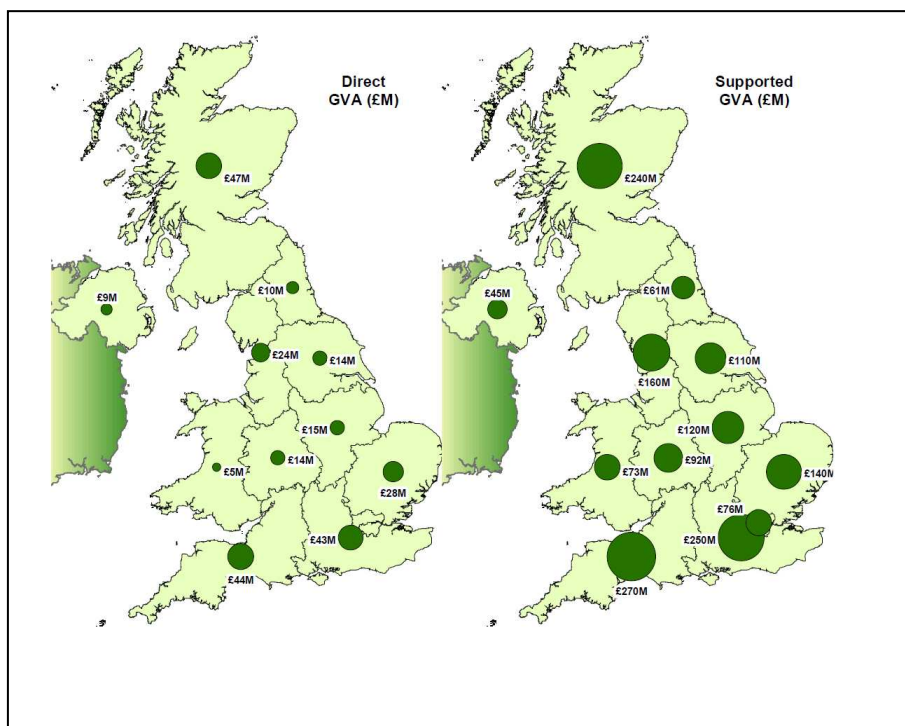 Direct
GVA (£M)
£47M
£10M
£9M
£24M
£14M
£15M
£14M
£5M
£28M
£43M
£44M
Supported
GVA (£M)
£240M
£61M
£45M
£160M
£110M
£120M
£92M
£73M
£140M
£76M
£250M
£270M